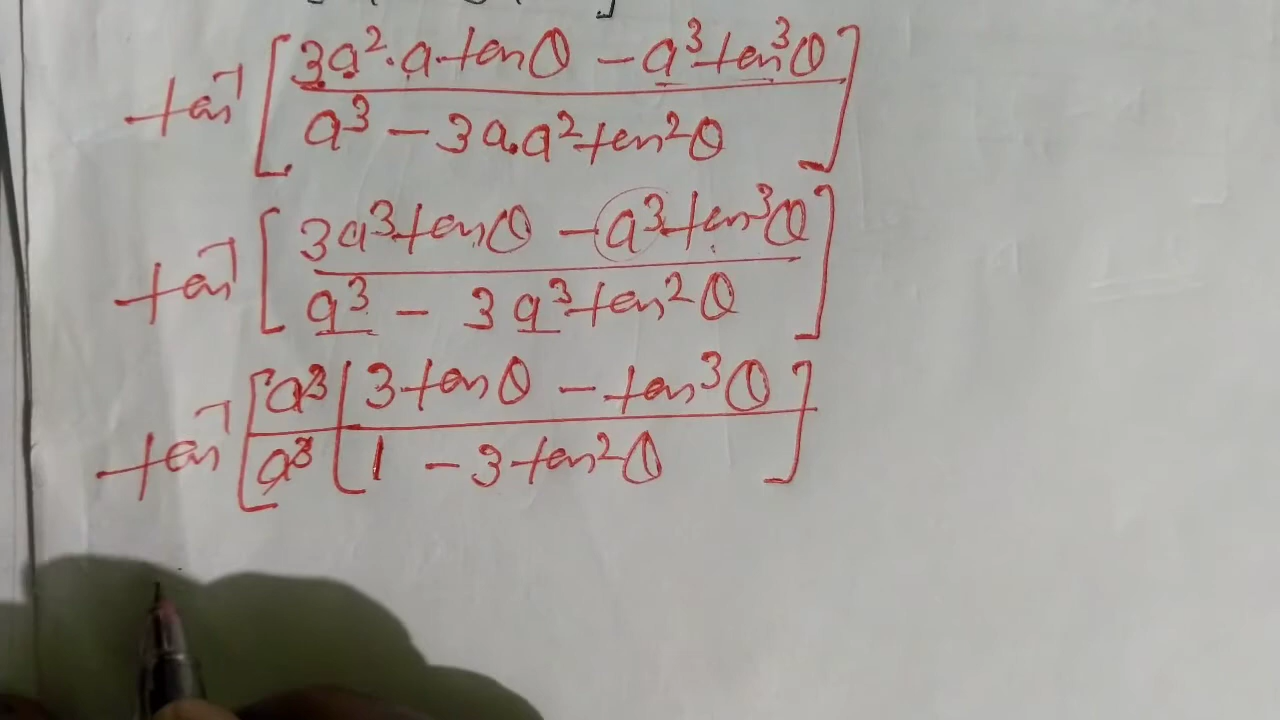 tan⁻¹ [ 3a²·a·tanθ − a³tan³θ / a³ − 3a·a²tan²θ ]
tan⁻¹ [ 3a³tanθ − a³tan³θ / a³ − 3a³tan²θ ]
tan⁻¹ [ a³/a³ [ 3tanθ − tan³θ / 1 − 3tan²θ ]